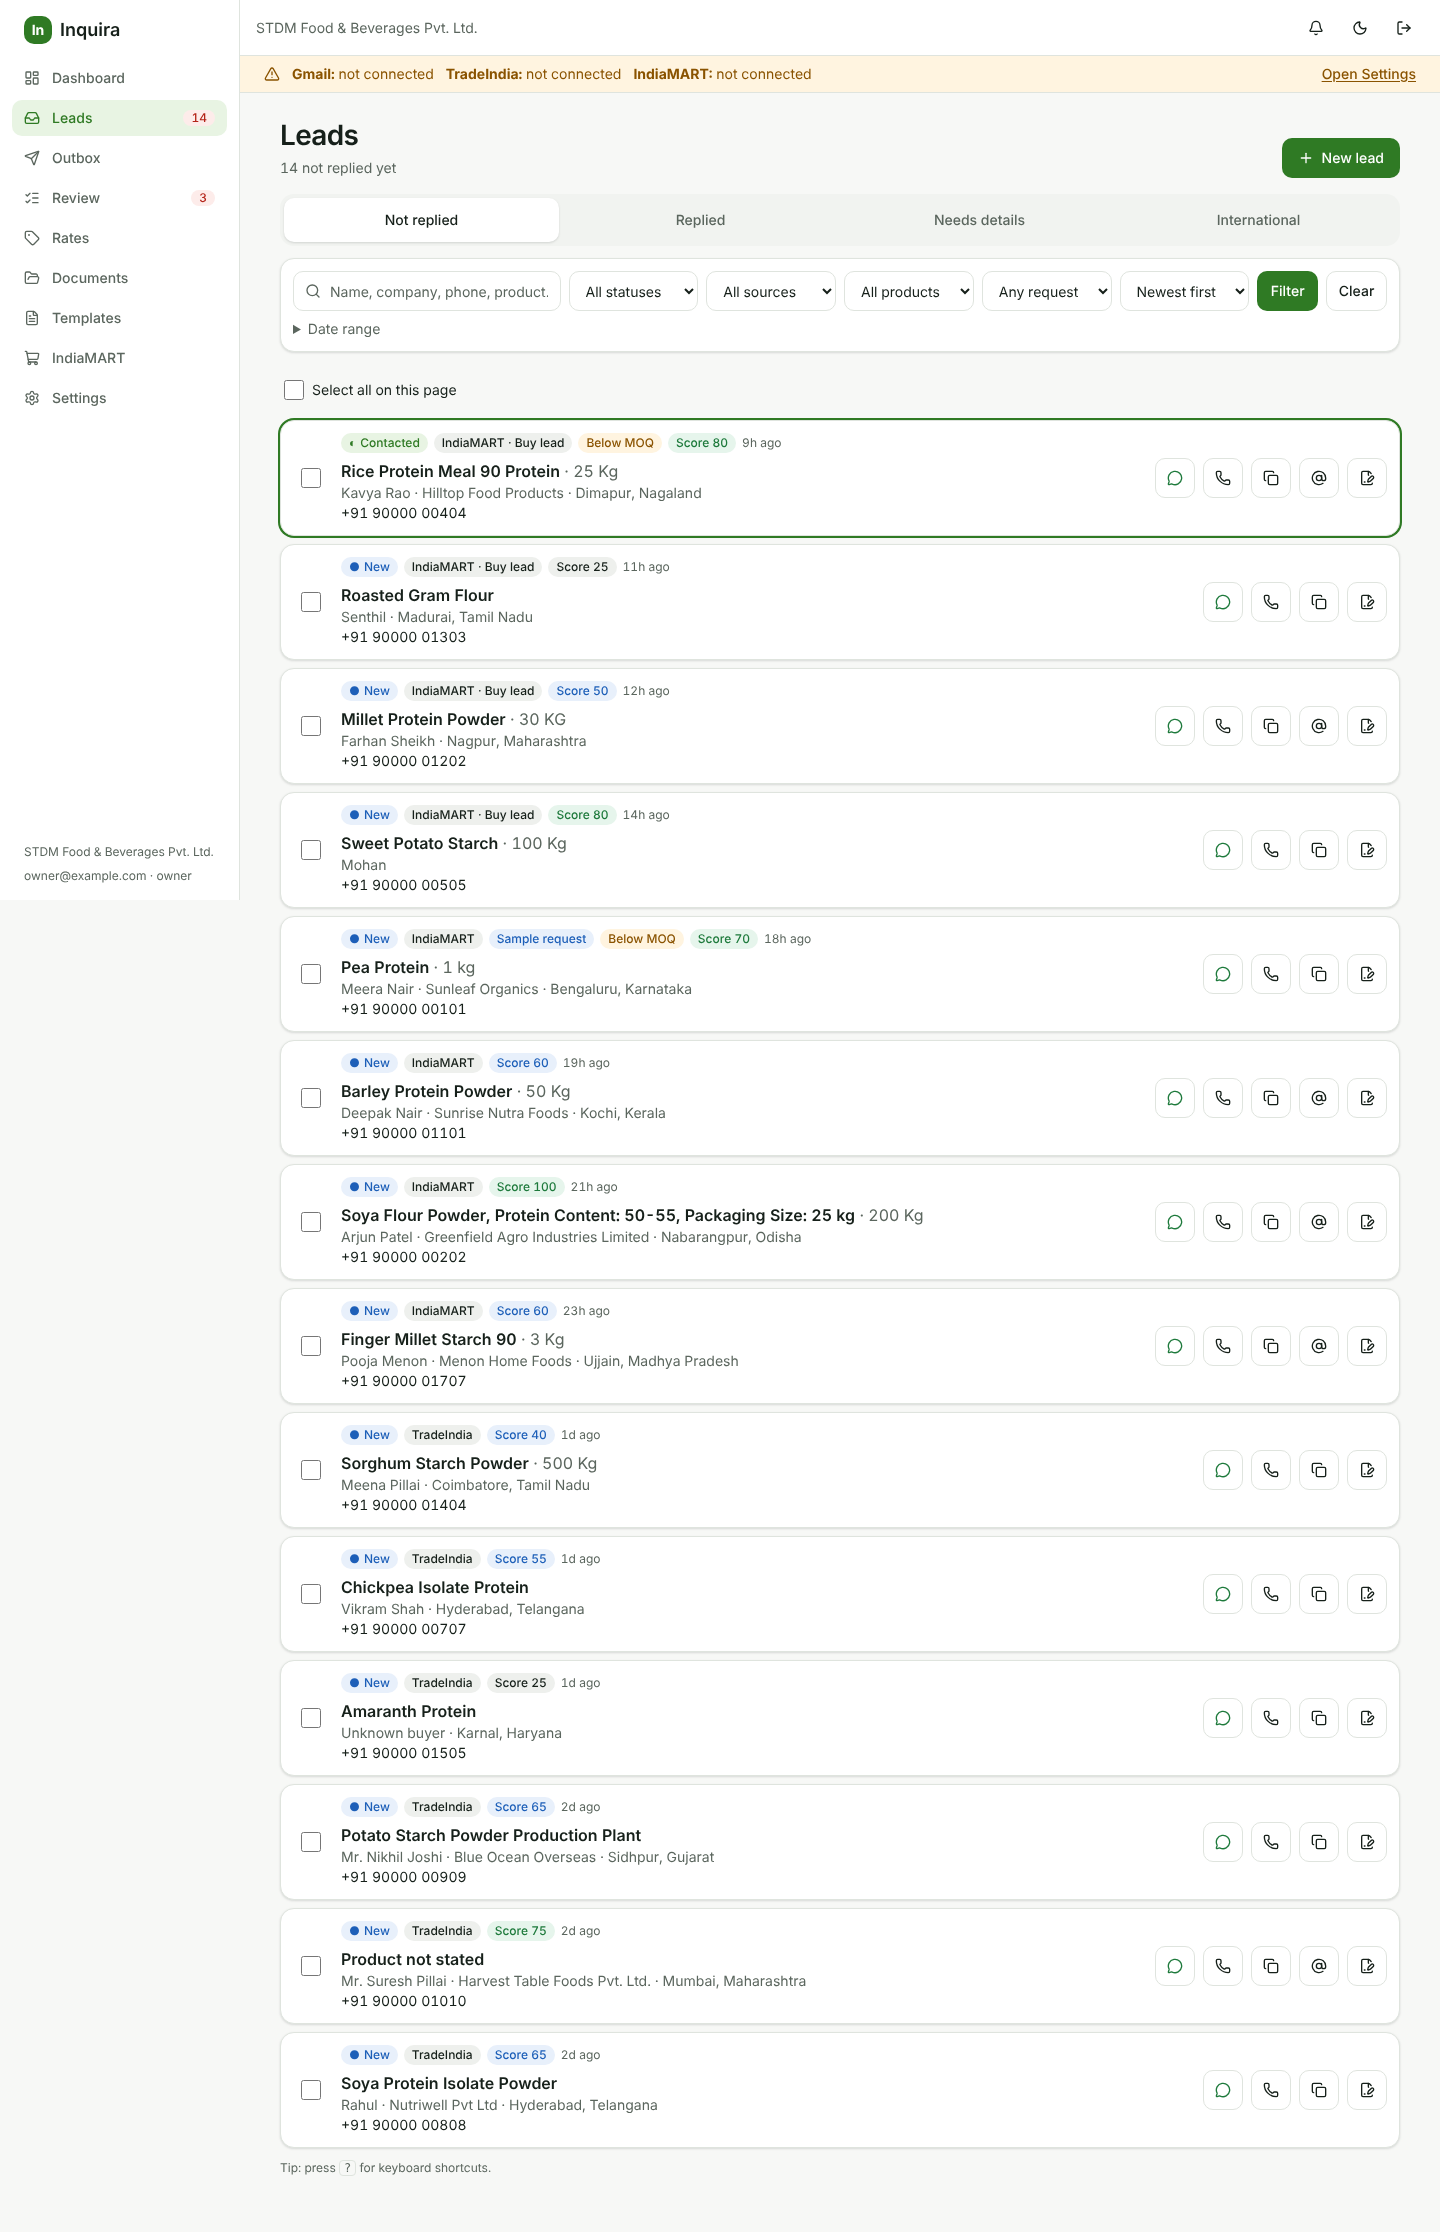 In Inquira
Dashboard
Leads 14
Outbox
Review 3
Rates
Documents
Templates
IndiaMART
Settings
STDM Food & Beverages Pvt. Ltd.
owner@example.com · owner
STDM Food & Beverages Pvt. Ltd.
Gmail: not connected TradeIndia: not connected IndiaMART: not connected Open Settings
Leads
14 not replied yet
New lead
Not replied Replied Needs details International
Name, company, phone, product. All statuses All sources All products Any request Newest first Filter Clear
Date range
Select all on this page
Contacted IndiaMART · Buy lead Below MOQ Score 80 9h ago
Rice Protein Meal 90 Protein · 25 Kg
Kavya Rao · Hilltop Food Products · Dimapur, Nagaland
+91 90000 00404
New IndiaMART · Buy lead Score 25 11h ago
Roasted Gram Flour
Senthil · Madurai, Tamil Nadu
+91 90000 01303
New IndiaMART · Buy lead Score 50 12h ago
Millet Protein Powder · 30 KG
Farhan Sheikh · Nagpur, Maharashtra
+91 90000 01202
New IndiaMART · Buy lead Score 80 14h ago
Sweet Potato Starch · 100 Kg
Mohan
+91 90000 00505
New IndiaMART Sample request Below MOQ Score 70 18h ago
Pea Protein · 1 kg
Meera Nair · Sunleaf Organics · Bengaluru, Karnataka
+91 90000 00101
New IndiaMART Score 60 19h ago
Barley Protein Powder · 50 Kg
Deepak Nair · Sunrise Nutra Foods · Kochi, Kerala
+91 90000 01101
New IndiaMART Score 100 21h ago
Soya Flour Powder, Protein Content: 50-55, Packaging Size: 25 kg · 200 Kg
Arjun Patel · Greenfield Agro Industries Limited · Nabarangpur, Odisha
+91 90000 00202
New IndiaMART Score 60 23h ago
Finger Millet Starch 90 · 3 Kg
Pooja Menon · Menon Home Foods · Ujjain, Madhya Pradesh
+91 90000 01707
New TradeIndia Score 40 1d ago
Sorghum Starch Powder · 500 Kg
Meena Pillai · Coimbatore, Tamil Nadu
+91 90000 01404
New TradeIndia Score 55 1d ago
Chickpea Isolate Protein
Vikram Shah · Hyderabad, Telangana
+91 90000 00707
New TradeIndia Score 25 1d ago
Amaranth Protein
Unknown buyer · Karnal, Haryana
+91 90000 01505
New TradeIndia Score 65 2d ago
Potato Starch Powder Production Plant
Mr. Nikhil Joshi · Blue Ocean Overseas · Sidhpur, Gujarat
+91 90000 00909
New TradeIndia Score 75 2d ago
Product not stated
Mr. Suresh Pillai · Harvest Table Foods Pvt. Ltd. · Mumbai, Maharashtra
+91 90000 01010
New TradeIndia Score 65 2d ago
Soya Protein Isolate Powder
Rahul · Nutriwell Pvt Ltd · Hyderabad, Telangana
+91 90000 00808
Tip: press ? for keyboard shortcuts.